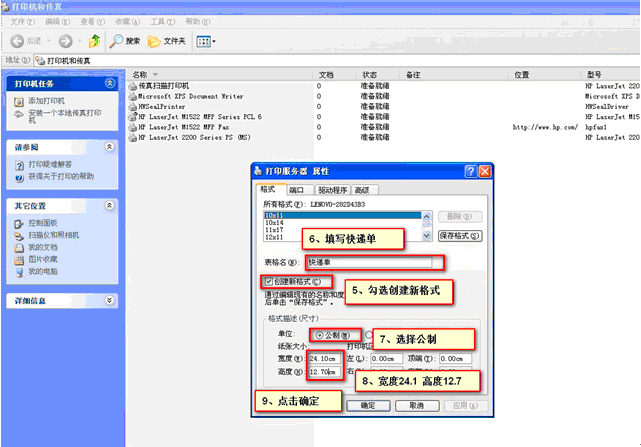 打印机和传真
文件(F) 编辑(E) 查看(V) 收藏(A) 工具(T) 帮助(H)
后退 搜索 文件夹
地址(D) 打印机和传真
打印机任务
添加打印机
安装一个本地传真打印机
请参阅
打印疑难解答
获得关于打印的帮助
其它位置
控制面板
扫描仪和照相机
我的文档
图片收藏
我的电脑
详细信息
名称 文档 状态 备注 位置 型号
传真扫描打印机 0 准备就绪 HP LaserJet M15
Microsoft XPS Document Writer 0 准备就绪 Microsoft XPS D
HWSealPrinter 0 准备就绪 HWSealDriver
HP LaserJet M1522 MFP Series PCL 6 0 准备就绪 HP LaserJet M15
HP LaserJet M1522 MFP Fax 0 准备就绪 http://www.hp.com/ hpfax1
HP LaserJet 2200 Series PS (MS) 0 准备就绪 HP LaserJet 220
打印服务器 属性
格式 端口 驱动程序 高级
所有格式(F): LENOVO-282D43B3
10x11
10x14
11x17
12x11
删除(D)
保存格式(S)
6、填写快递单
表格名(N): 快递单
创建新格式(C)
5、勾选创建新格式
通过编辑现有的名称和度
后单击“保存格式”。
格式描述(尺寸)
单位: 公制(M)
7、选择公制
纸张大小: 打印机区
宽度(W): 24.10cm 左(L): 0.00cm 顶端(T): 0.00cm
高度(H): 12.70cm 右
8、宽度24.1 高度12.7
9、点击确定
确定 取消 应用(A)